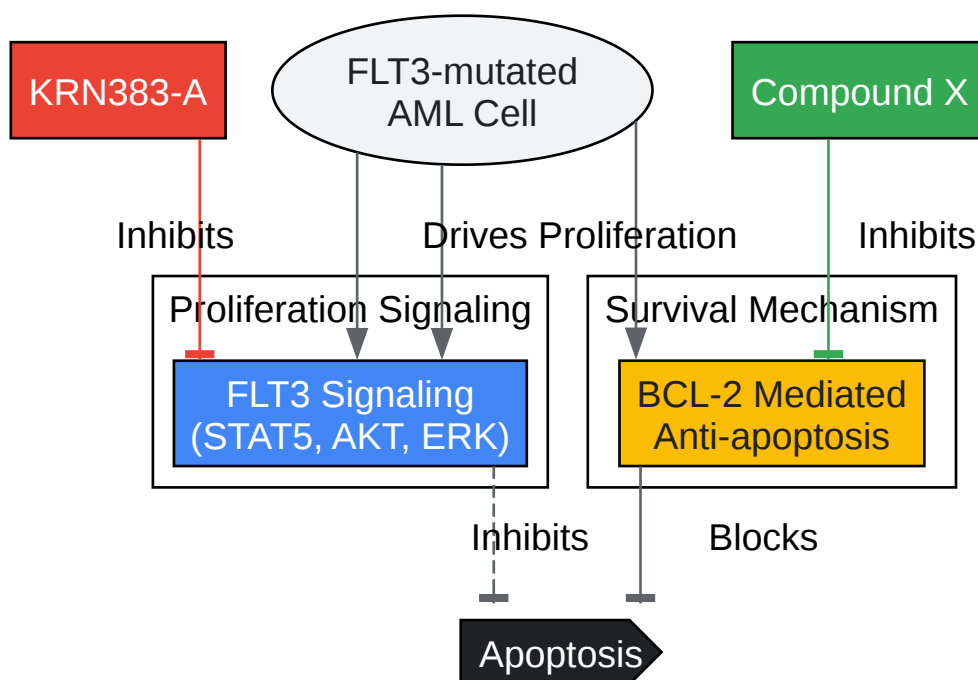 KRN383-A
FLT3-mutated
AML Cell
Compound X
Inhibits
Drives Proliferation
Inhibits
Proliferation Signaling
Survival Mechanism
FLT3 Signaling
(STAT5, AKT, ERK)
BCL-2 Mediated
Anti-apoptosis
Inhibits
Blocks
Apoptosis